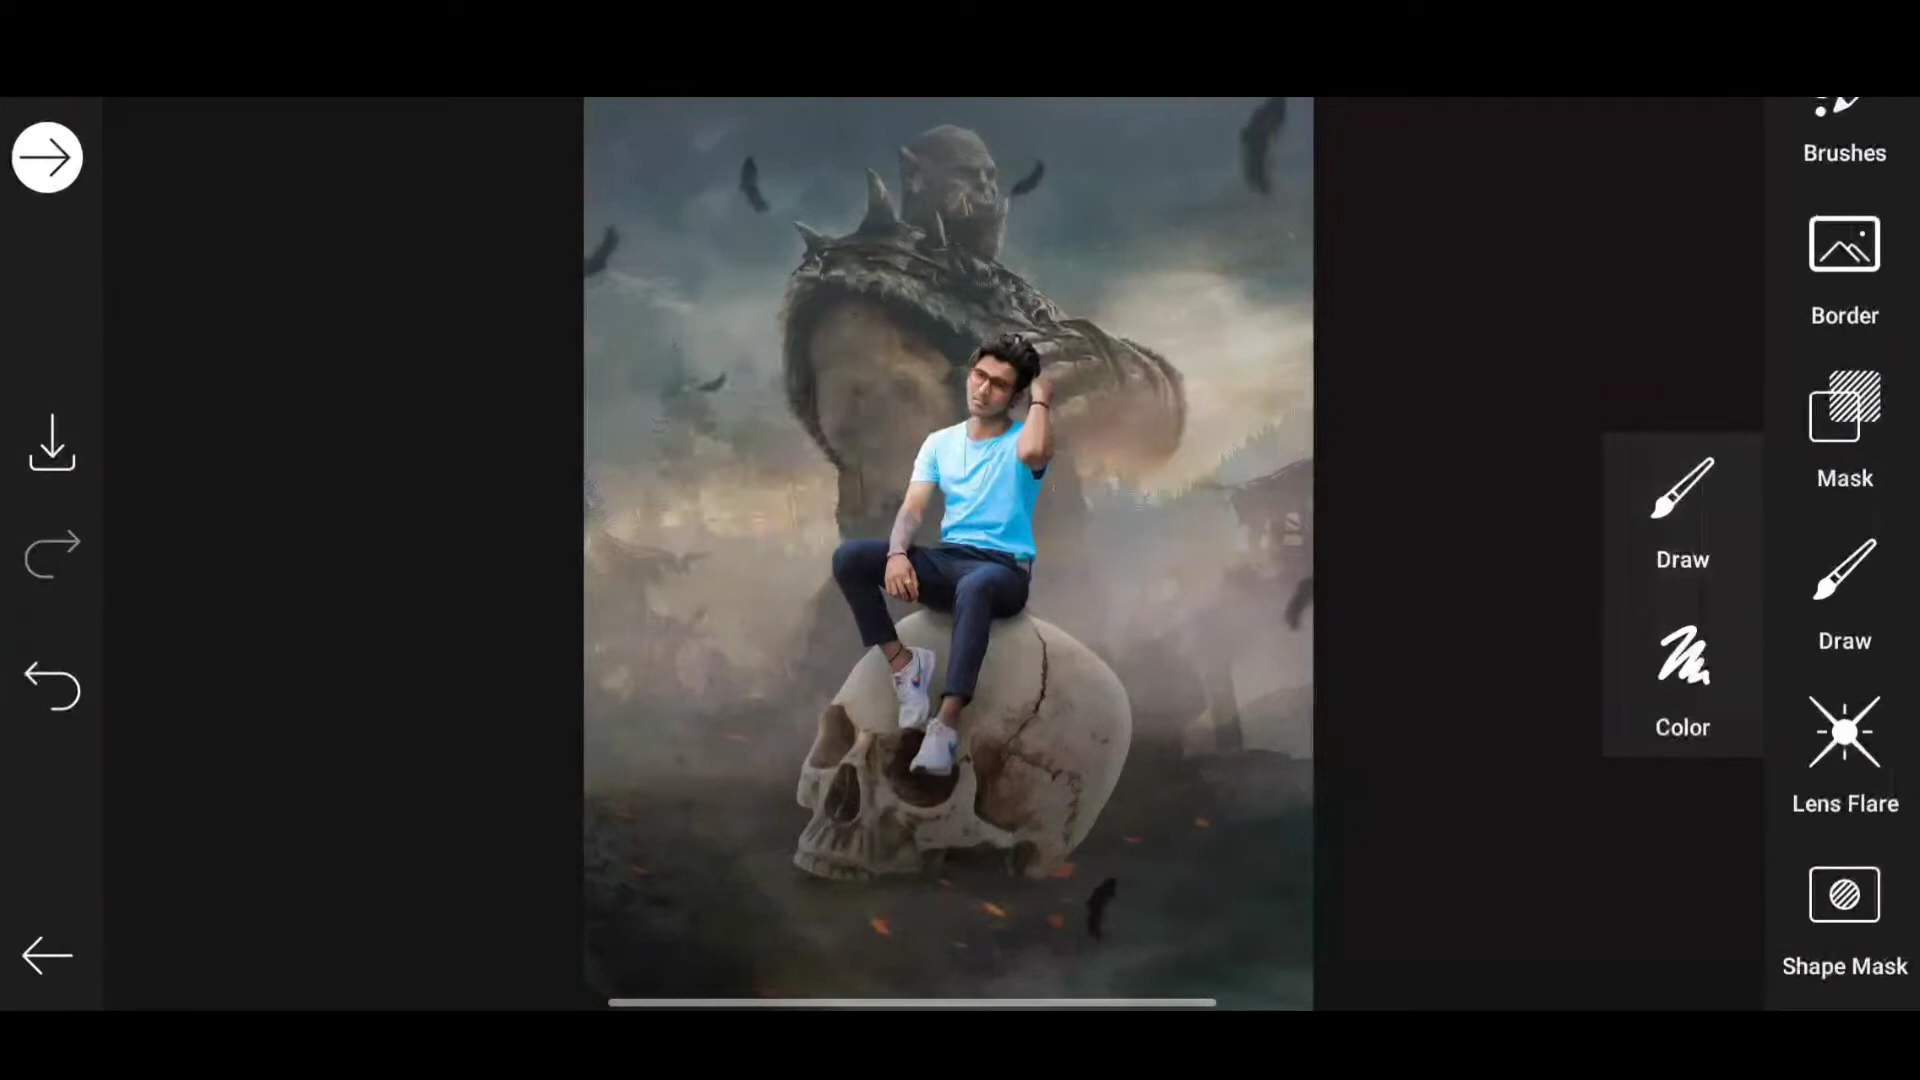 Brushes
Border
Mask
Draw
Color
Draw
Lens Flare
Shape Mask